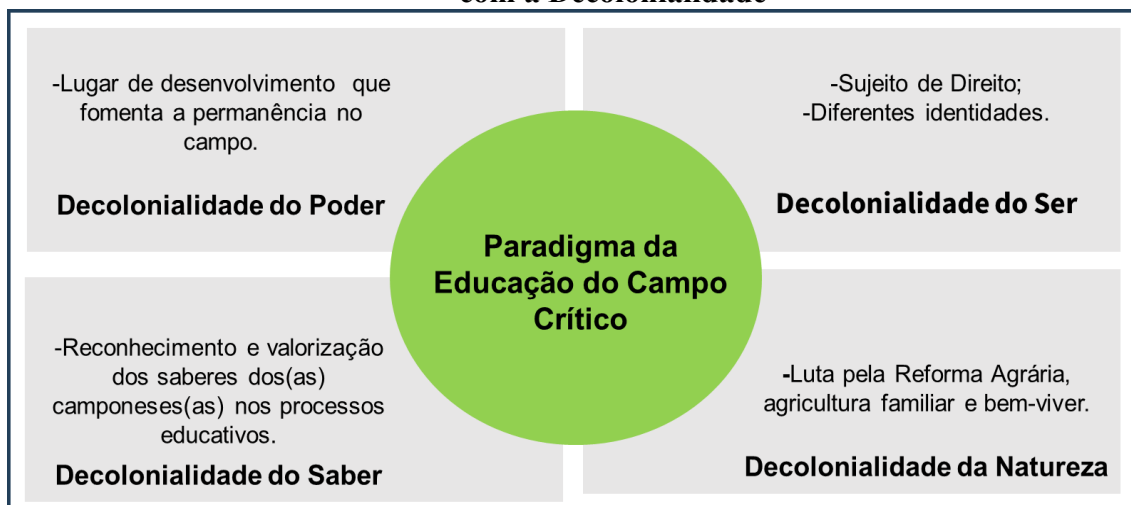 com a Decolonialidade
-Lugar de desenvolvimento que
fomenta a permanência no
campo.
Decolonialidade do Poder
-Sujeito de Direito;
-Diferentes identidades.
Decolonialidade do Ser
Paradigma da
Educação do Campo
Crítico
-Reconhecimento e valorização
dos saberes dos(as)
camponeses(as) nos processos
educativos.
Decolonialidade do Saber
-Luta pela Reforma Agrária,
agricultura familiar e bem-viver.
Decolonialidade da Natureza